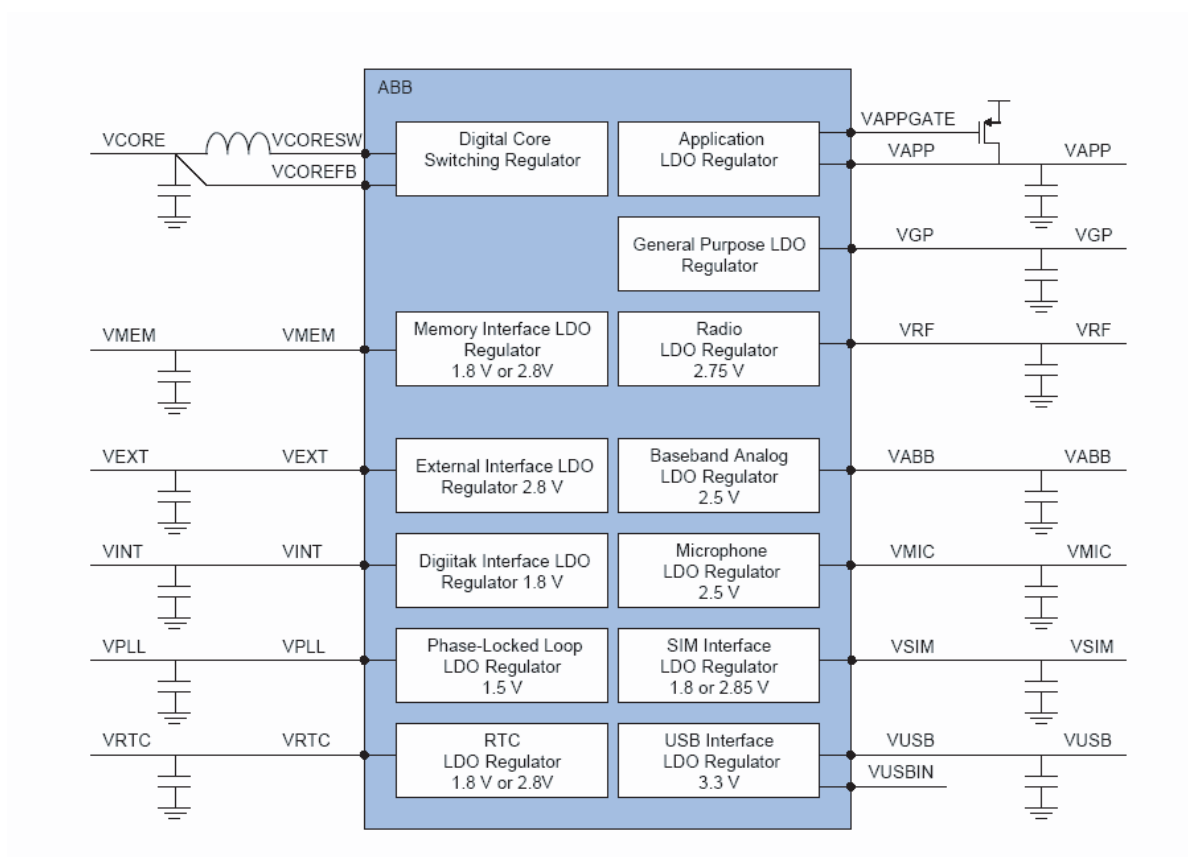 ABB
VCORE
VCORESW
VCOREFB
Digital Core
Switching Regulator
Application
LDO Regulator
VAPPGATE
VAPP
VAPP
General Purpose LDO
Regulator
VGP
VGP
VMEM
VMEM
Memory Interface LDO
Regulator
1.8 V or 2.8V
Radio
LDO Regulator
2.75 V
VRF
VRF
VEXT
VEXT
External Interface LDO
Regulator 2.8 V
Baseband Analog
LDO Regulator
2.5 V
VABB
VABB
VINT
VINT
Digiitak Interface LDO
Regulator 1.8 V
Microphone
LDO Regulator
2.5 V
VMIC
VMIC
VPLL
VPLL
Phase-Locked Loop
LDO Regulator
1.5 V
SIM Interface
LDO Regulator
1.8 or 2.85 V
VSIM
VSIM
VRTC
VRTC
RTC
LDO Regulator
1.8 V or 2.8V
USB Interface
LDO Regulator
3.3 V
VUSB
VUSB
VUSBIN